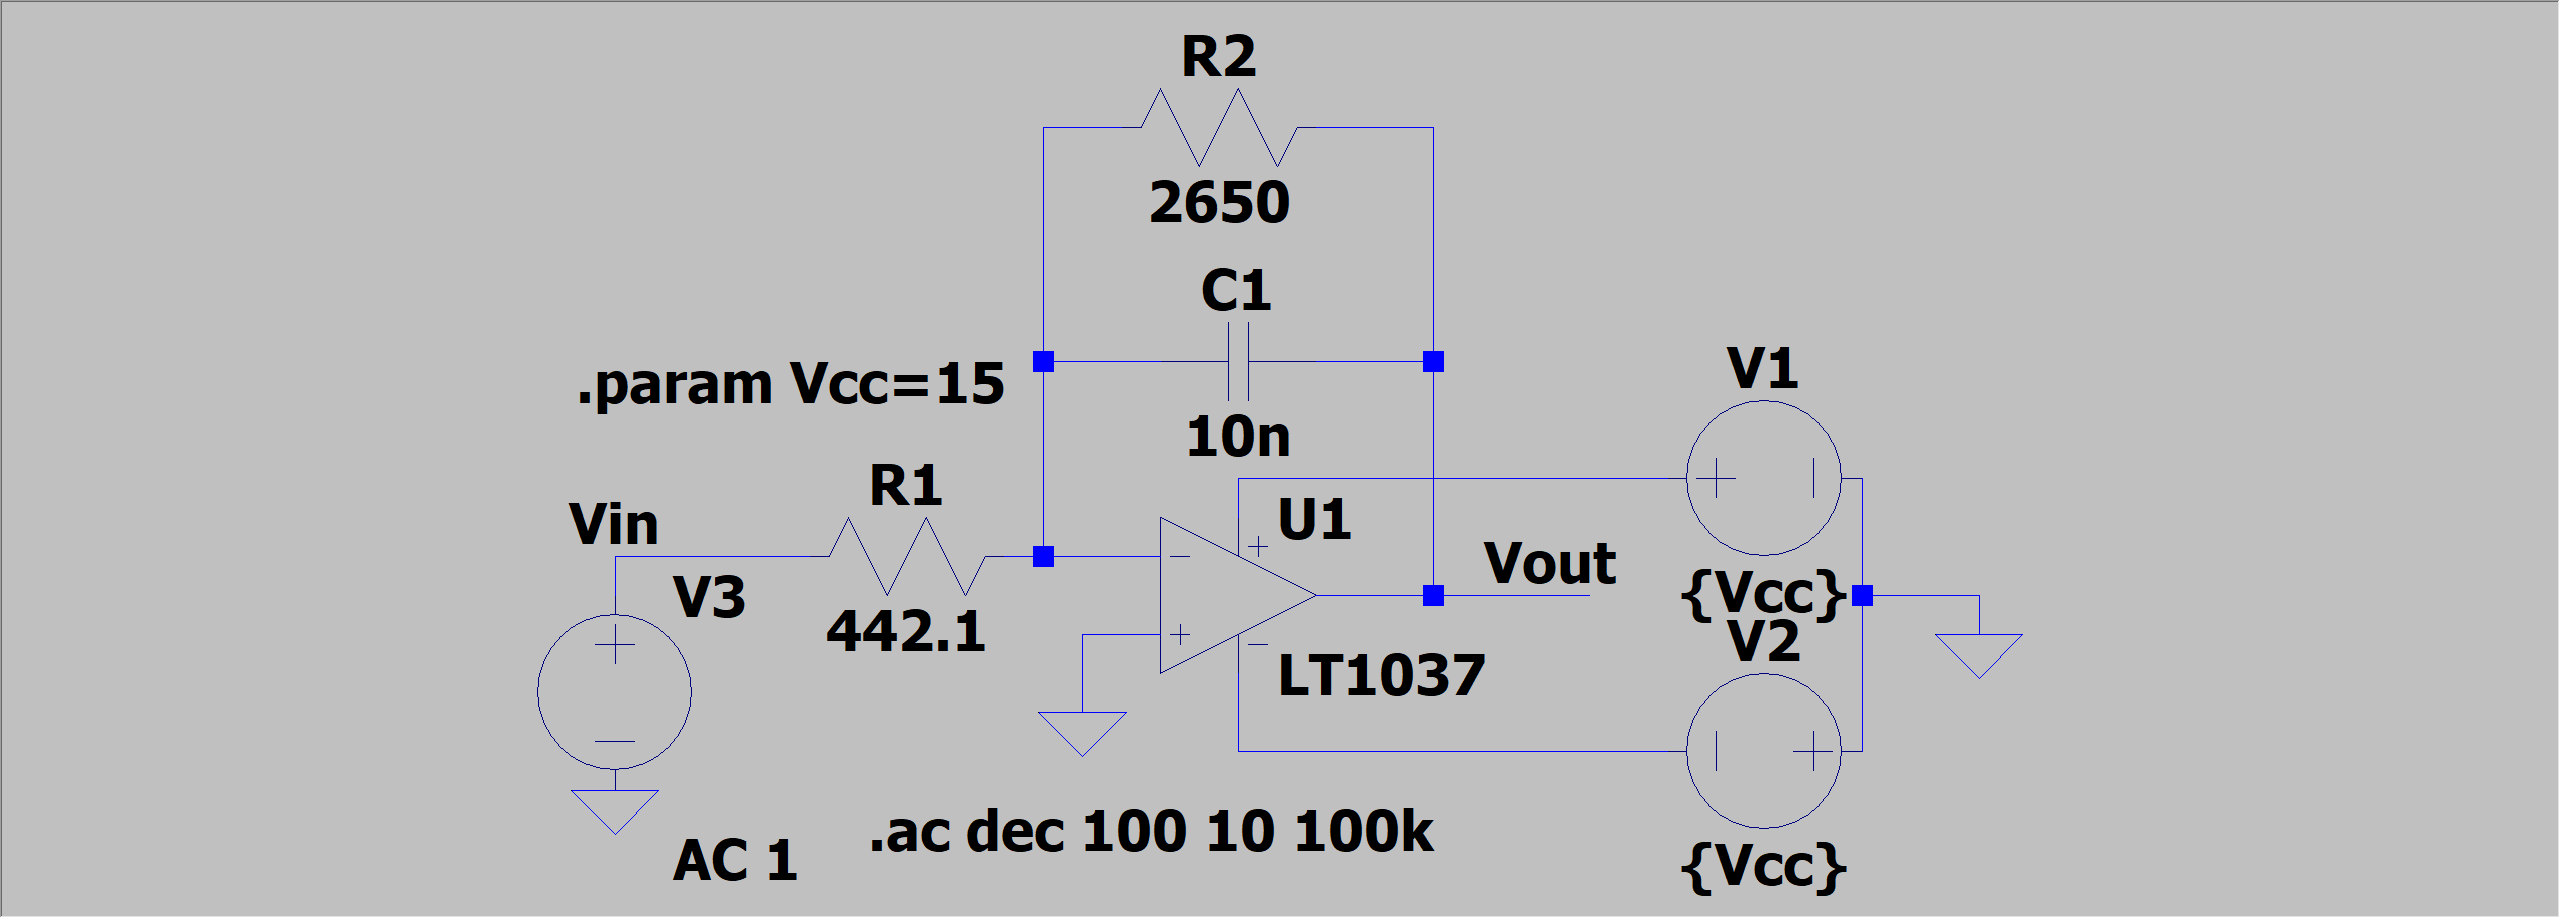 R2
2650
C1
10n
.param Vcc=15
V1
R1
Vin
U1
Vout
{Vcc}
V3
442.1
V2
LT1037
.ac dec 100 10 100k
AC 1
{Vcc}